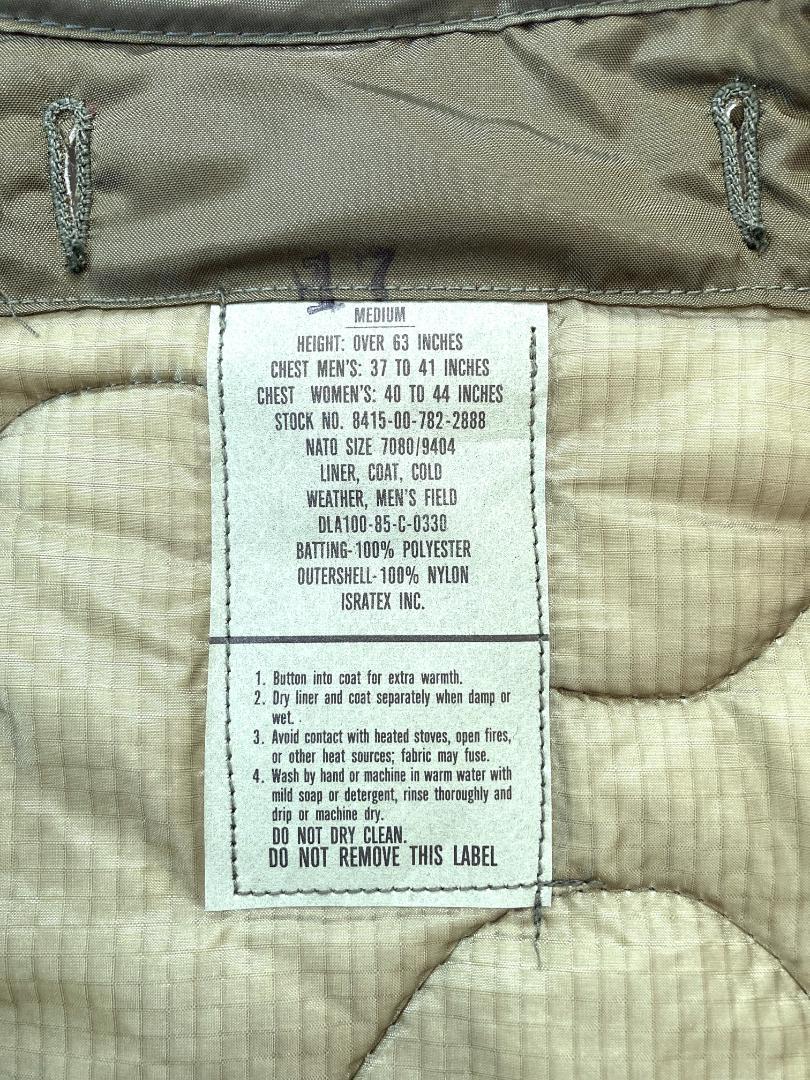 17
MEDIUM
HEIGHT: OVER 63 INCHES
CHEST MEN'S: 37 TO 41 INCHES
CHEST WOMEN'S: 40 TO 44 INCHES
STOCK NO. 8415-00-782-2888
NATO SIZE 7080/9404
LINER, COAT, COLD
WEATHER, MEN'S FIELD
DLA100-85-C-0330
BATTING-100% POLYESTER
OUTERSHELL-100% NYLON
ISRATEX INC.
1. Button into coat for extra warmth.
2. Dry liner and coat separately when damp or
wet. .
3. Avoid contact with heated stoves, open fires,
or other heat sources; fabric may fuse.
4. Wash by hand or machine in warm water with
mild soap or detergent, rinse thoroughly and
drip or machine dry.
DO NOT DRY CLEAN.
DO NOT REMOVE THIS LABEL